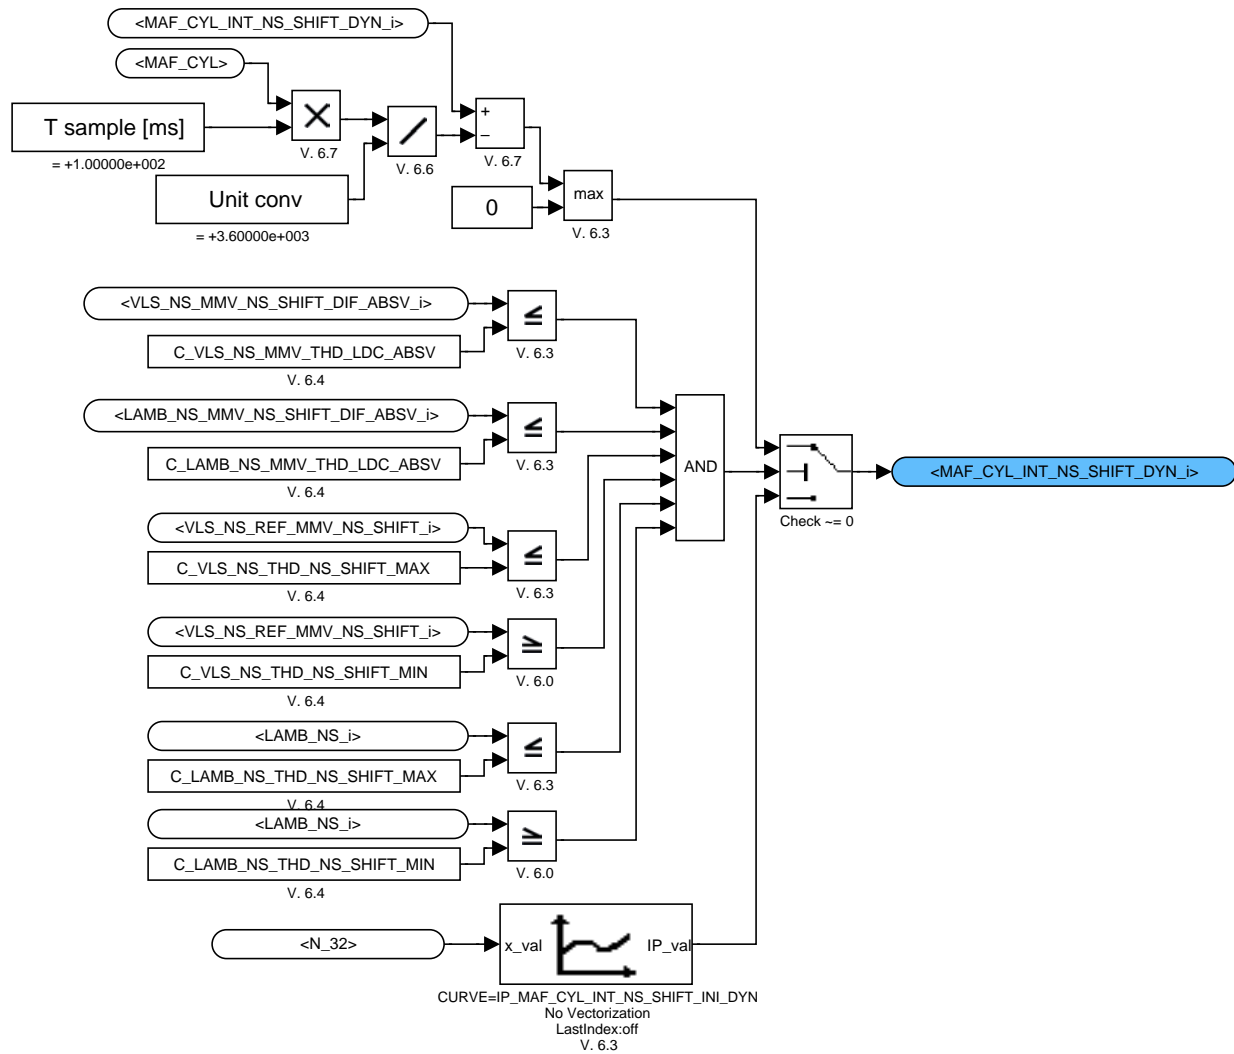 <MAF_CYL_INT_NS_SHIFT_DYN_i>
<MAF_CYL>
T sample [ms]
= +1.00000e+002
V. 6.7
V. 6.6
+
−
V. 6.7
Unit conv
= +3.60000e+003
0
max
V. 6.3
<VLS_NS_MMV_NS_SHIFT_DIF_ABSV_i>
≤
C_VLS_NS_MMV_THD_LDC_ABSV
V. 6.3
V. 6.4
<LAMB_NS_MMV_NS_SHIFT_DIF_ABSV_i>
≤
C_LAMB_NS_MMV_THD_LDC_ABSV
V. 6.3
V. 6.4
AND
Check ~= 0
<MAF_CYL_INT_NS_SHIFT_DYN_i>
<VLS_NS_REF_MMV_NS_SHIFT_i>
≤
C_VLS_NS_THD_NS_SHIFT_MAX
V. 6.3
V. 6.4
<VLS_NS_REF_MMV_NS_SHIFT_i>
≥
C_VLS_NS_THD_NS_SHIFT_MIN
V. 6.0
V. 6.4
<LAMB_NS_i>
≤
C_LAMB_NS_THD_NS_SHIFT_MAX
V. 6.3
V. 6.4
<LAMB_NS_i>
≥
C_LAMB_NS_THD_NS_SHIFT_MIN
V. 6.0
V. 6.4
<N_32>
x_val
IP_val
CURVE=IP_MAF_CYL_INT_NS_SHIFT_INI_DYN
No Vectorization
LastIndex:off
V. 6.3